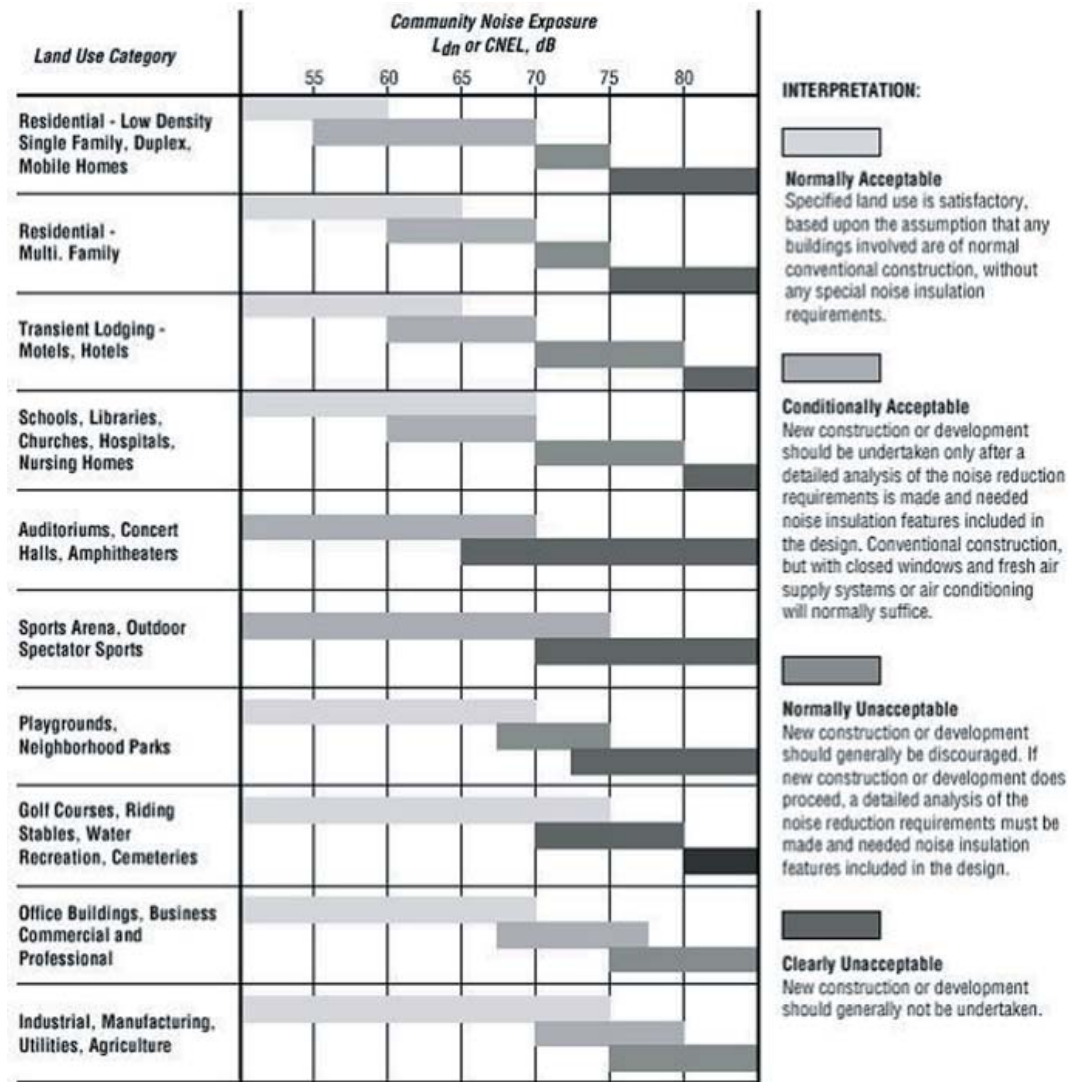 Community Noise Exposure
Ldn or CNEL, dB
Land Use Category
55 60 65 70 75 80
Residential - Low Density
Single Family, Duplex,
Mobile Homes
Residential -
Multi. Family
Transient Lodging -
Motels, Hotels
Schools, Libraries,
Churches, Hospitals,
Nursing Homes
Auditoriums, Concert
Halls, Amphitheaters
Sports Arena, Outdoor
Spectator Sports
Playgrounds,
Neighborhood Parks
Golf Courses, Riding
Stables, Water
Recreation, Cemeteries
Office Buildings, Business
Commercial and
Professional
Industrial, Manufacturing,
Utilities, Agriculture
INTERPRETATION:
Normally Acceptable
Specified land use is satisfactory,
based upon the assumption that any
buildings involved are of normal
conventional construction, without
any special noise insulation
requirements.
Conditionally Acceptable
New construction or development
should be undertaken only after a
detailed analysis of the noise reduction
requirements is made and needed
noise insulation features included in
the design. Conventional construction,
but with closed windows and fresh air
supply systems or air conditioning
will normally suffice.
Normally Unacceptable
New construction or development
should generally be discouraged. If
new construction or development does
proceed, a detailed analysis of the
noise reduction requirements must be
made and needed noise insulation
features included in the design.
Clearly Unacceptable
New construction or development
should generally not be undertaken.